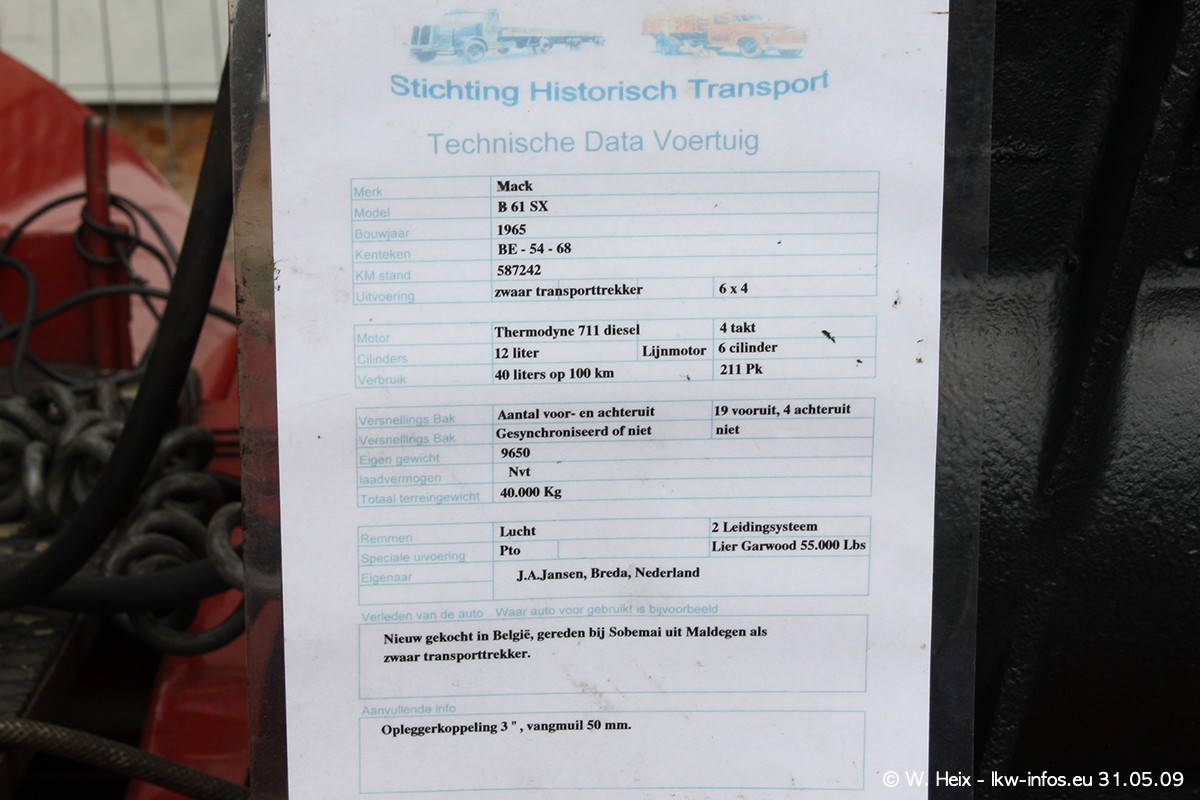 Stichting Historisch Transport
Technische Data Voertuig
Merk Mack
Model B 61 SX
Bouwjaar 1965
Kenteken BE - 54 - 68
KM stand 587242
Uitvoering zwaar transporttrekker 6 x 4
Motor Thermodyne 711 diesel 4 takt
Cilinders 12 liter Lijnmotor 6 cilinder
Verbruik 40 liters op 100 km 211 Pk
Versnellings Bak Aantal voor- en achteruit 19 vooruit, 4 achteruit
Versnellings Bak Gesynchroniseerd of niet niet
Eigen gewicht 9650
laadvermogen Nvt
Totaal terreingewicht 40.000 Kg
Remmen Lucht 2 Leidingsysteem
Speciale uivoering Pto Lier Garwood 55.000 Lbs
Eigenaar J.A.Jansen, Breda, Nederland
Verleden van de auto Waar auto voor gebruikt is bijvoorbeeld
Nieuw gekocht in België, gereden bij Sobemai uit Maldegen als
zwaar transporttrekker.
Aanvullende info
Opleggerkoppeling 3 " , vangmuil 50 mm.
© W. Heix - lkw-infos.eu 31.05.09